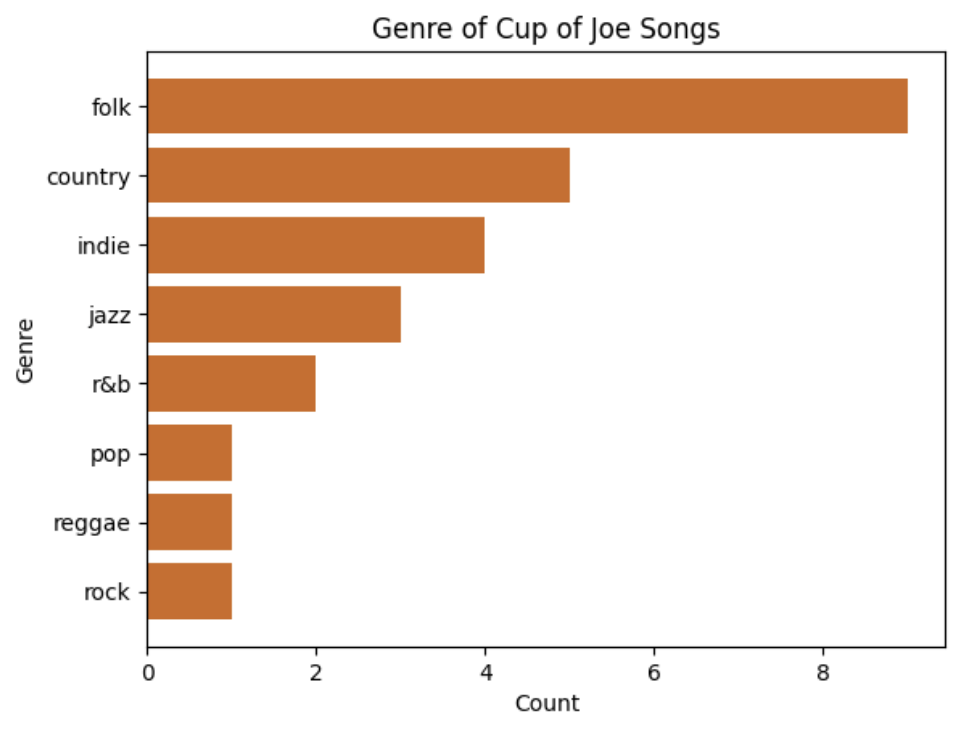 Genre of Cup of Joe Songs
Genre
folk
country
indie
jazz
r&b
pop
reggae
rock
0 2 4 6 8
Count